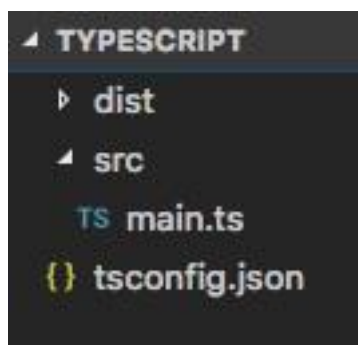 TYPESCRIPT
dist
src
TS main.ts
{} tsconfig.json